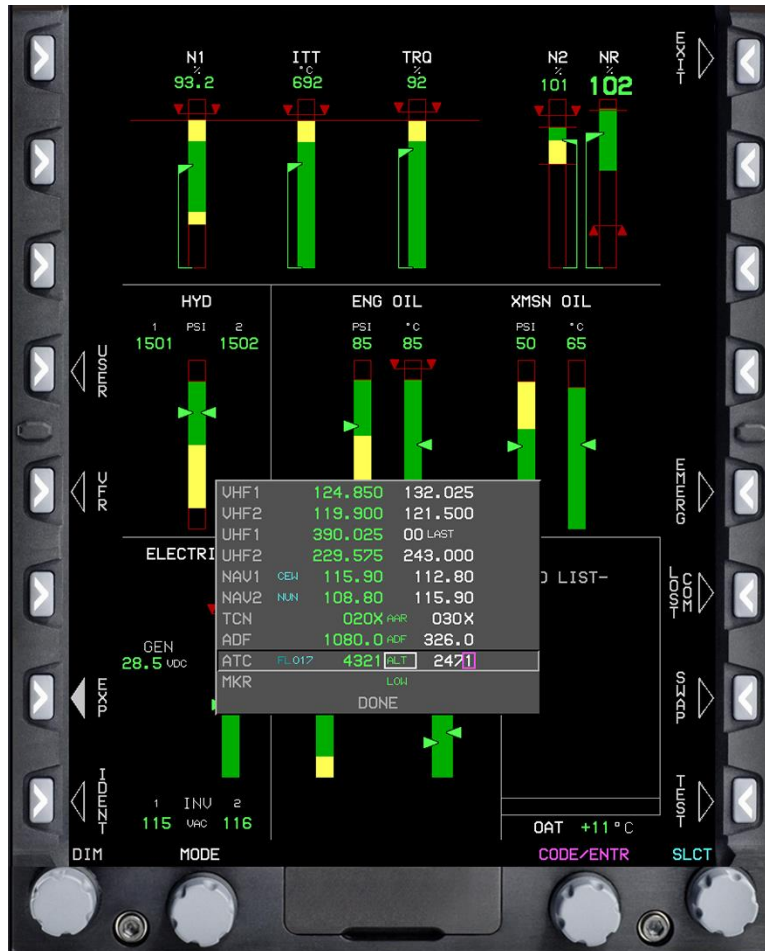 EXIT
N1 ITT TRQ N2 NR
% °C % % %
93.2 692 92 101 102
HYD ENG OIL XMSN OIL
1 PSI 2 PSI °C PSI °C
1501 1502 85 85 50 65
USER
VFR
EMERG
VHF1 124.850 132.025
VHF2 119.900 121.500
UHF1 390.025 00 LAST
UHF2 229.575 243.000
NAV1 CEW 115.90 112.80
NAV2 NUN 108.80 115.90
TCN 020X AAR 030X
ADF 1080.0 ADF 326.0
ATC FL017 4321 ALT 2471
MKR LOW
DONE
ELECTRI
LIST-
LOST COM
GEN
28.5 VDC
EXP
SWAP
IDENT
TEST
1 INV 2
115 VAC 116
OAT +11°C
DIM MODE CODE/ENTR SLCT